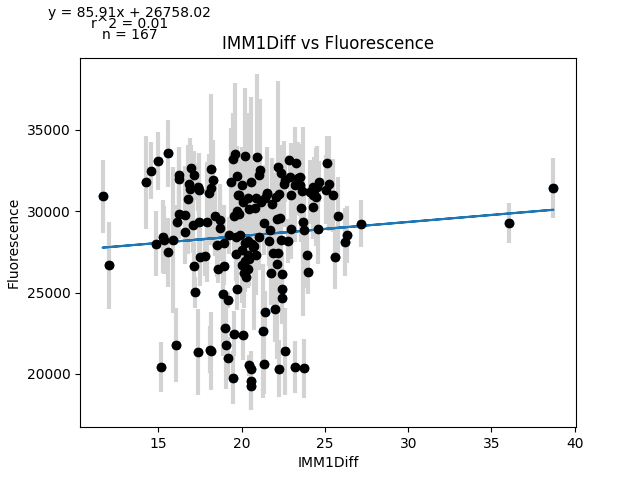 y = 85.91x + 26758.02
r^2 = 0.01
n = 167
IMM1Diff vs Fluorescence
Fluorescence
35000
30000
25000
20000
15
20
25
30
35
40
IMM1Diff